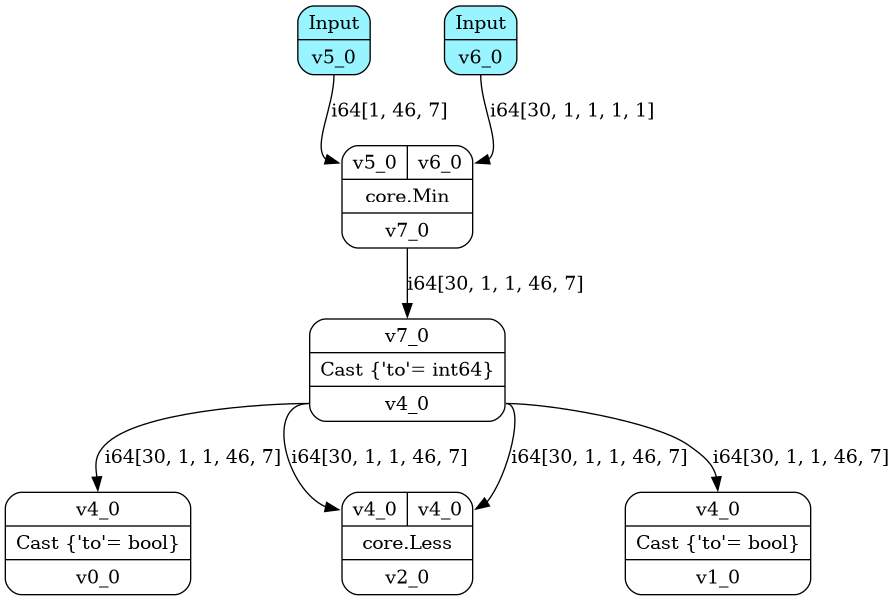 Input
v5_0
Input
v6_0
i64[1, 46, 7]
i64[30, 1, 1, 1, 1]
v5_0
v6_0
core.Min
v7_0
i64[30, 1, 1, 46, 7]
v7_0
Cast {'to'= int64}
v4_0
i64[30, 1, 1, 46, 7]
i64[30, 1, 1, 46, 7]
i64[30, 1, 1, 46, 7]
i64[30, 1, 1, 46, 7]
v4_0
Cast {'to'= bool}
v0_0
v4_0
v4_0
core.Less
v2_0
v4_0
Cast {'to'= bool}
v1_0